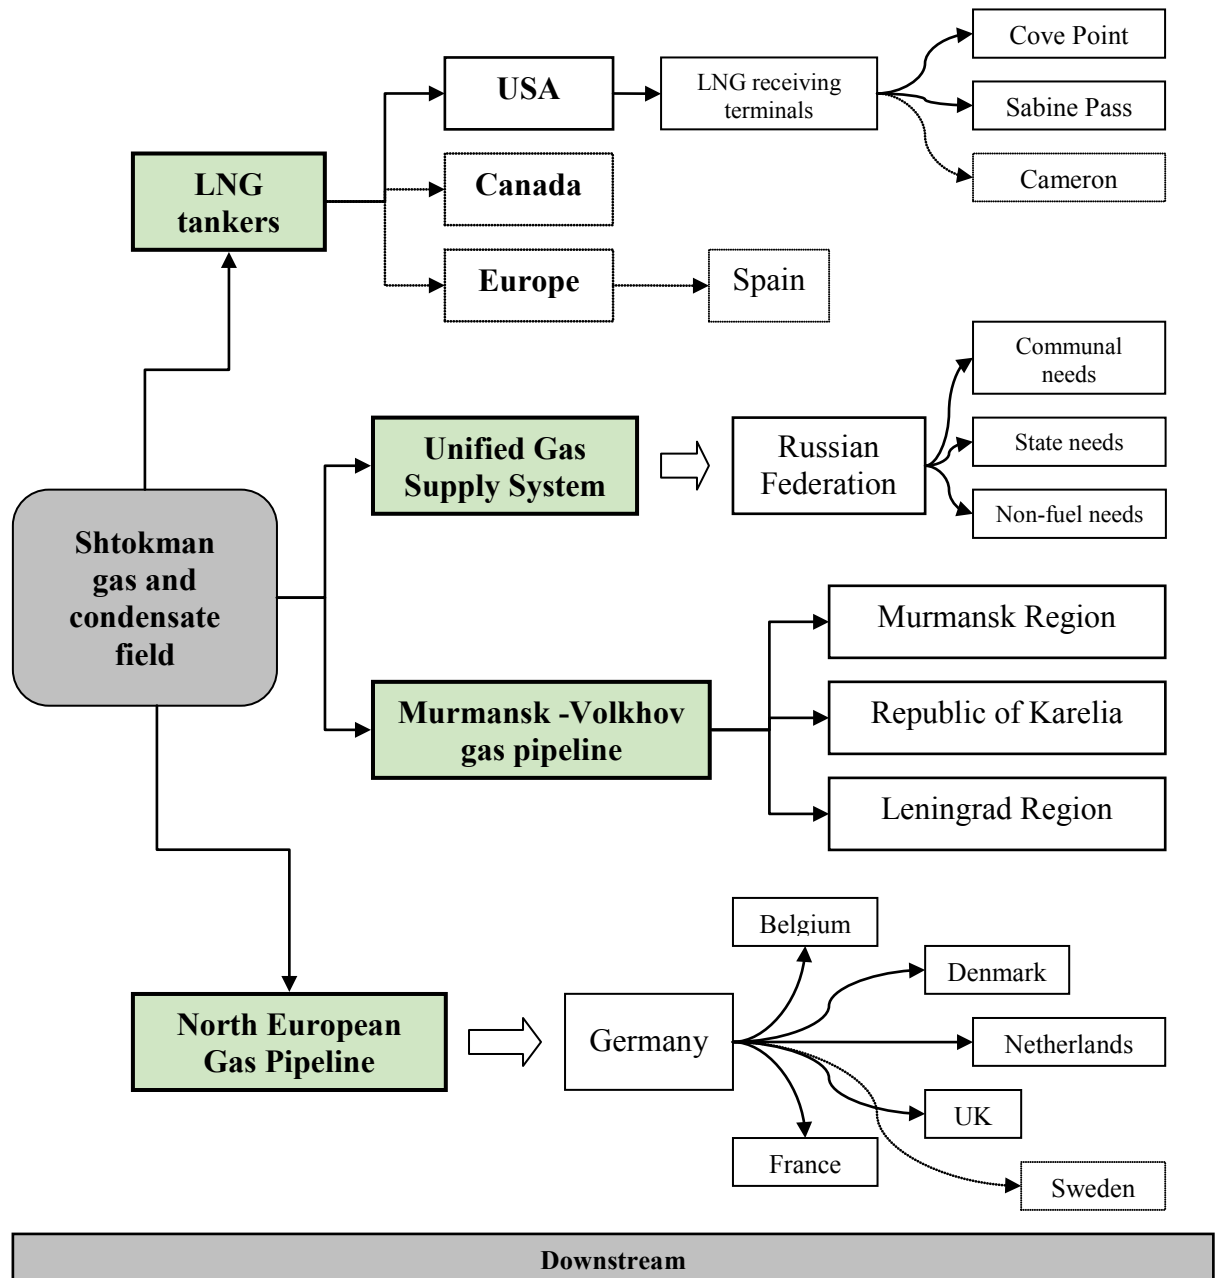 Cove Point
USA
LNG receiving
terminals
Sabine Pass
LNG
tankers
Canada
Cameron
Europe
Spain
Communal
needs
Unified Gas
Supply System
Russian
Federation
State needs
Non-fuel needs
Shtokman
gas and
condensate
field
Murmansk Region
Murmansk -Volkhov
gas pipeline
Republic of Karelia
Leningrad Region
Belgium
Denmark
North European
Gas Pipeline
Germany
Netherlands
UK
France
Sweden
Downstream